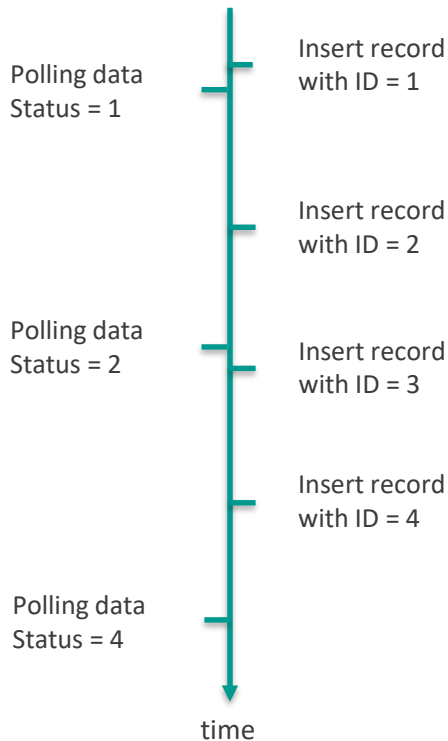 Insert record
with ID = 1
Polling data
Status = 1
Insert record
with ID = 2
Polling data
Status = 2
Insert record
with ID = 3
Insert record
with ID = 4
Polling data
Status = 4
time